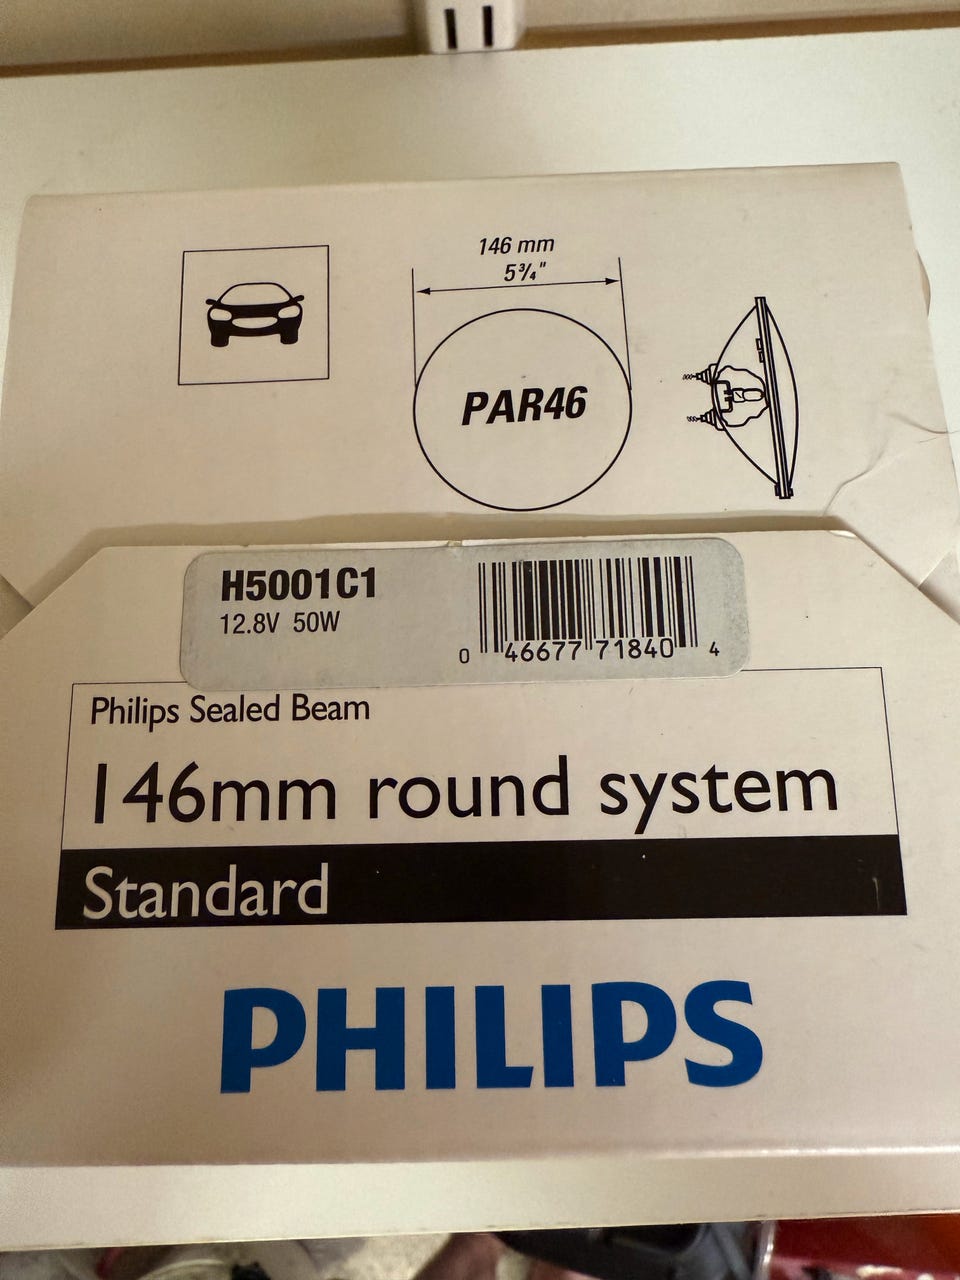 146 mm
5¾"
PAR46
H5001C1
12.8V 50W
0 46677 71840 4
Philips Sealed Beam
146mm round system
Standard
PHILIPS